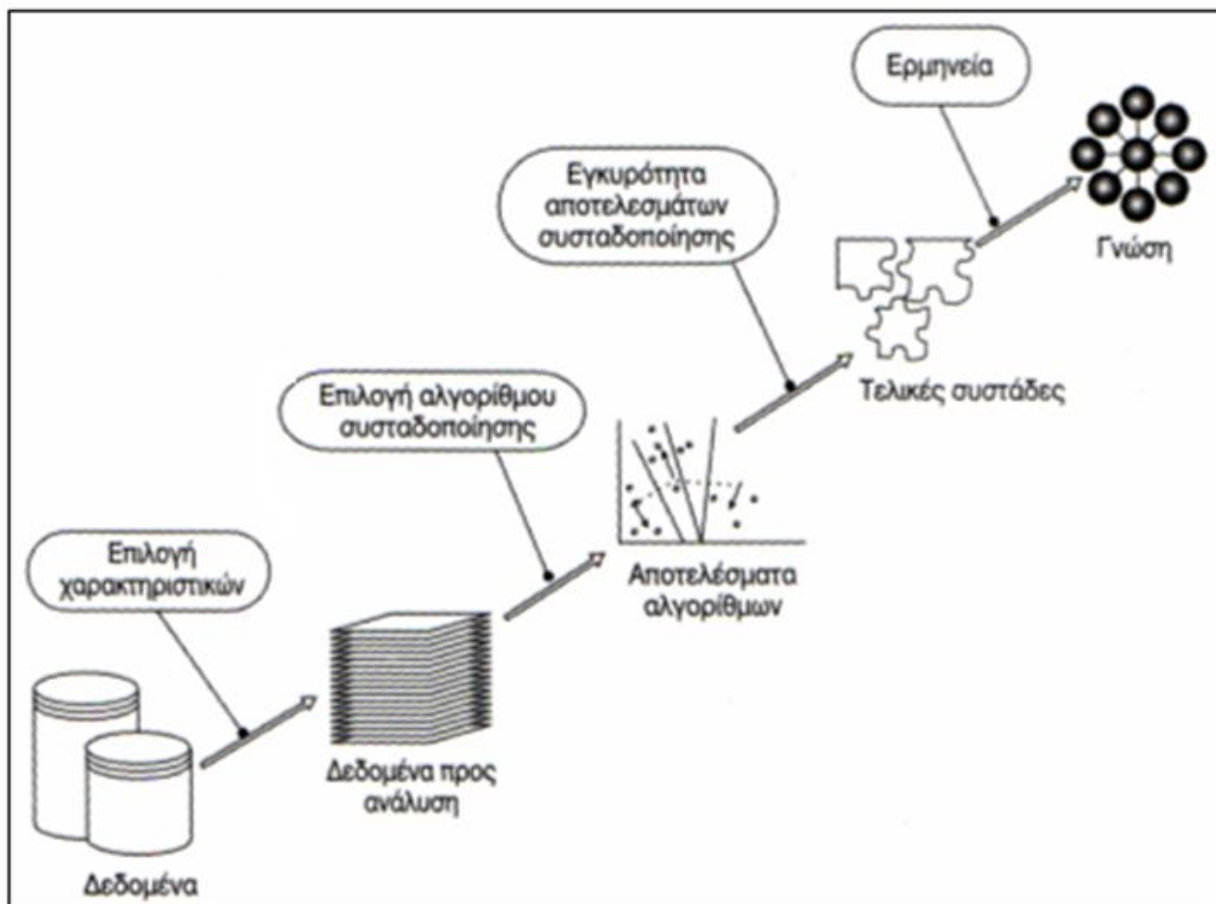 Ερμηνεία
Γνώση
Εγκυρότητα
αποτελεσμάτων
συσταδοποίησης
Τελικές συστάδες
Επιλογή αλγορίθμου
συσταδοποίησης
Αποτελέσματα
αλγορίθμων
Επιλογή
χαρακτηριστικών
Δεδομένα προς
ανάλυση
Δεδομένα